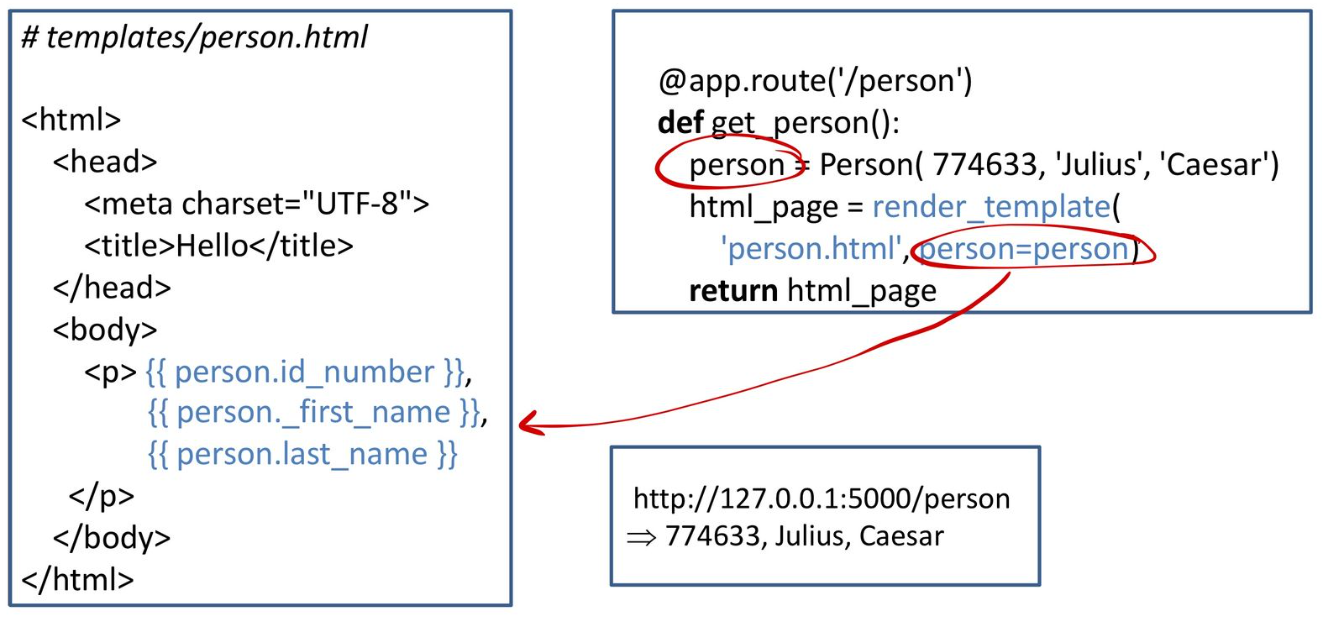 # templates/person.html
<html>
<head>
<meta charset="UTF-8">
<title>Hello</title>
</head>
<body>
<p> {{ person.id_number }},
{{ person._first_name }},
{{ person.last_name }}
</p>
</body>
</html>
@app.route('/person')
def get_person():
person = Person( 774633, 'Julius', 'Caesar')
html_page = render_template(
'person.html', person=person)
return html_page
http://127.0.0.1:5000/person
⇒ 774633, Julius, Caesar